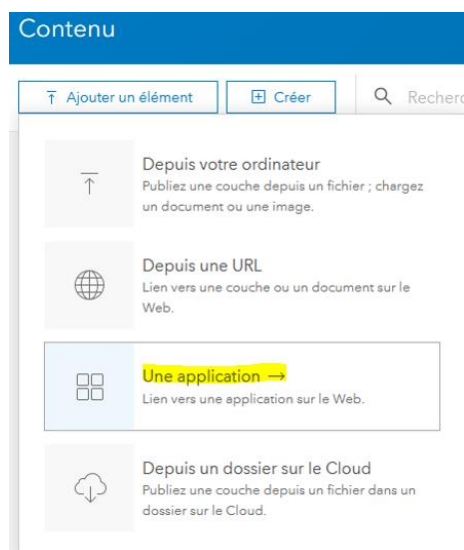 Contenu
Ajouter un élément
Créer
Depuis votre ordinateur
Publiez une couche depuis un fichier ; chargez
un document ou une image.
Depuis une URL
Lien vers une couche ou un document sur le
Web.
Une application →
Lien vers une application sur le Web.
Depuis un dossier sur le Cloud
Publiez une couche depuis un fichier dans un
dossier sur le Cloud.